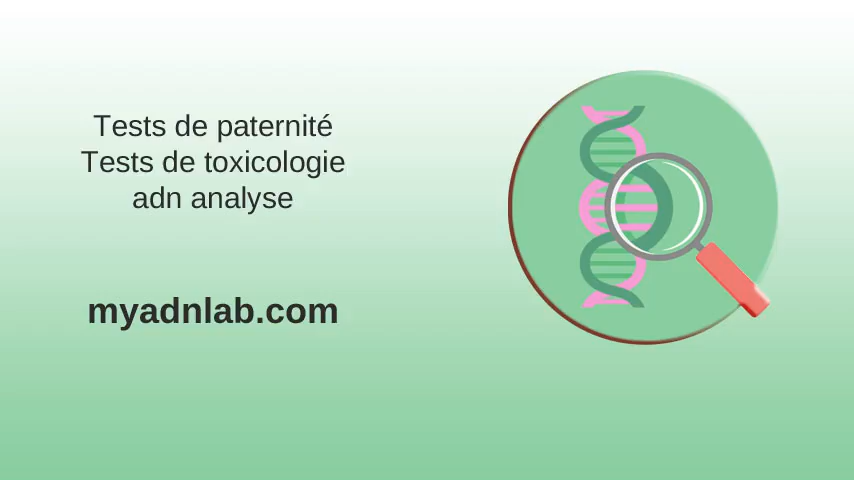 Tests de paternité
Tests de toxicologie
adn analyse
myadnlab.com